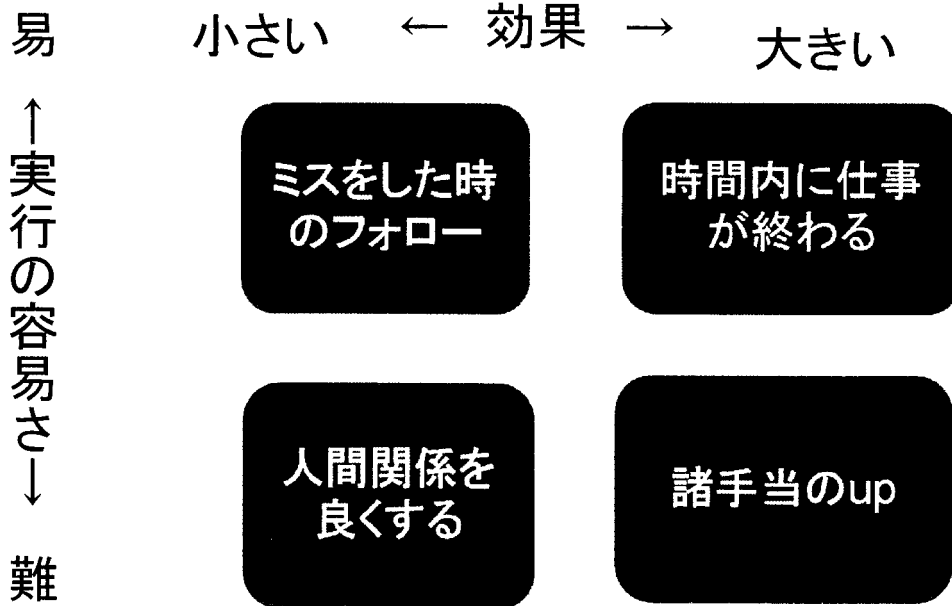 易
小さい ← 効果 → 大きい
←実行の容易さ→
難
ミスをした時
のフォロー
時間内に仕事
が終わる
人間関係を
良くする
諸手当のup